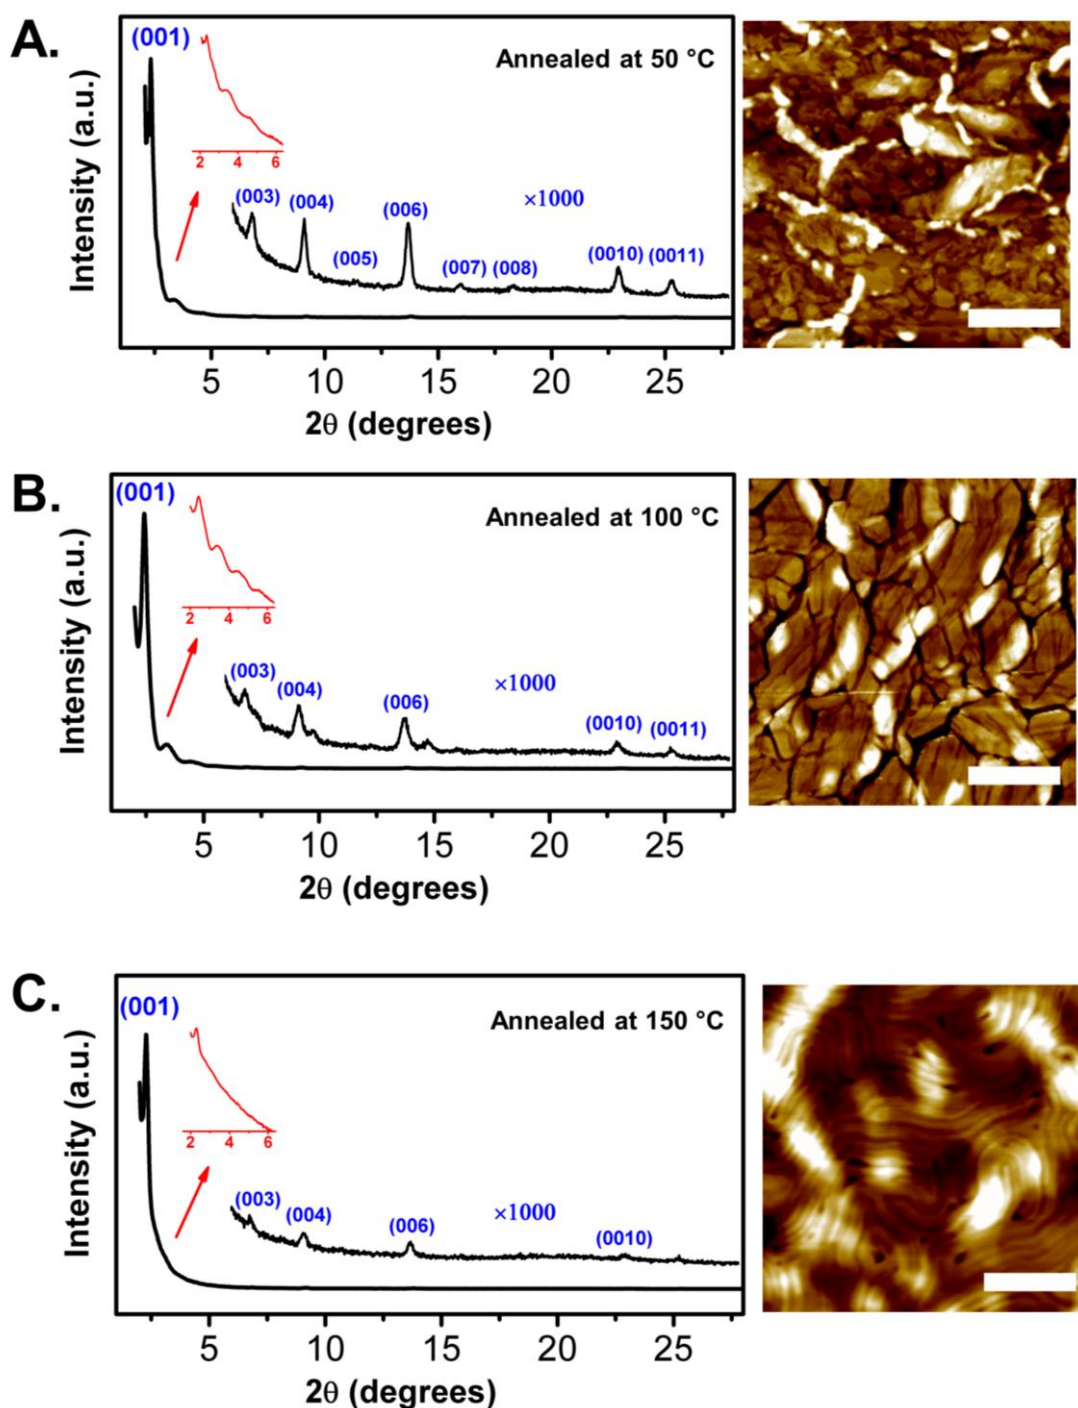 A.
(001)
Annealed at 50 °C
Intensity (a.u.)
2 4 6
(003) (004) (005) (006) (007) (008) (0010) (0011)
×1000
5 10 15 20 25
2θ (degrees)
B.
(001)
Annealed at 100 °C
Intensity (a.u.)
2 4 6
(003) (004) (006) (0010) (0011)
×1000
5 10 15 20 25
2θ (degrees)
C.
(001)
Annealed at 150 °C
Intensity (a.u.)
2 4 6
(003) (004) (006) (0010)
×1000
5 10 15 20 25
2θ (degrees)